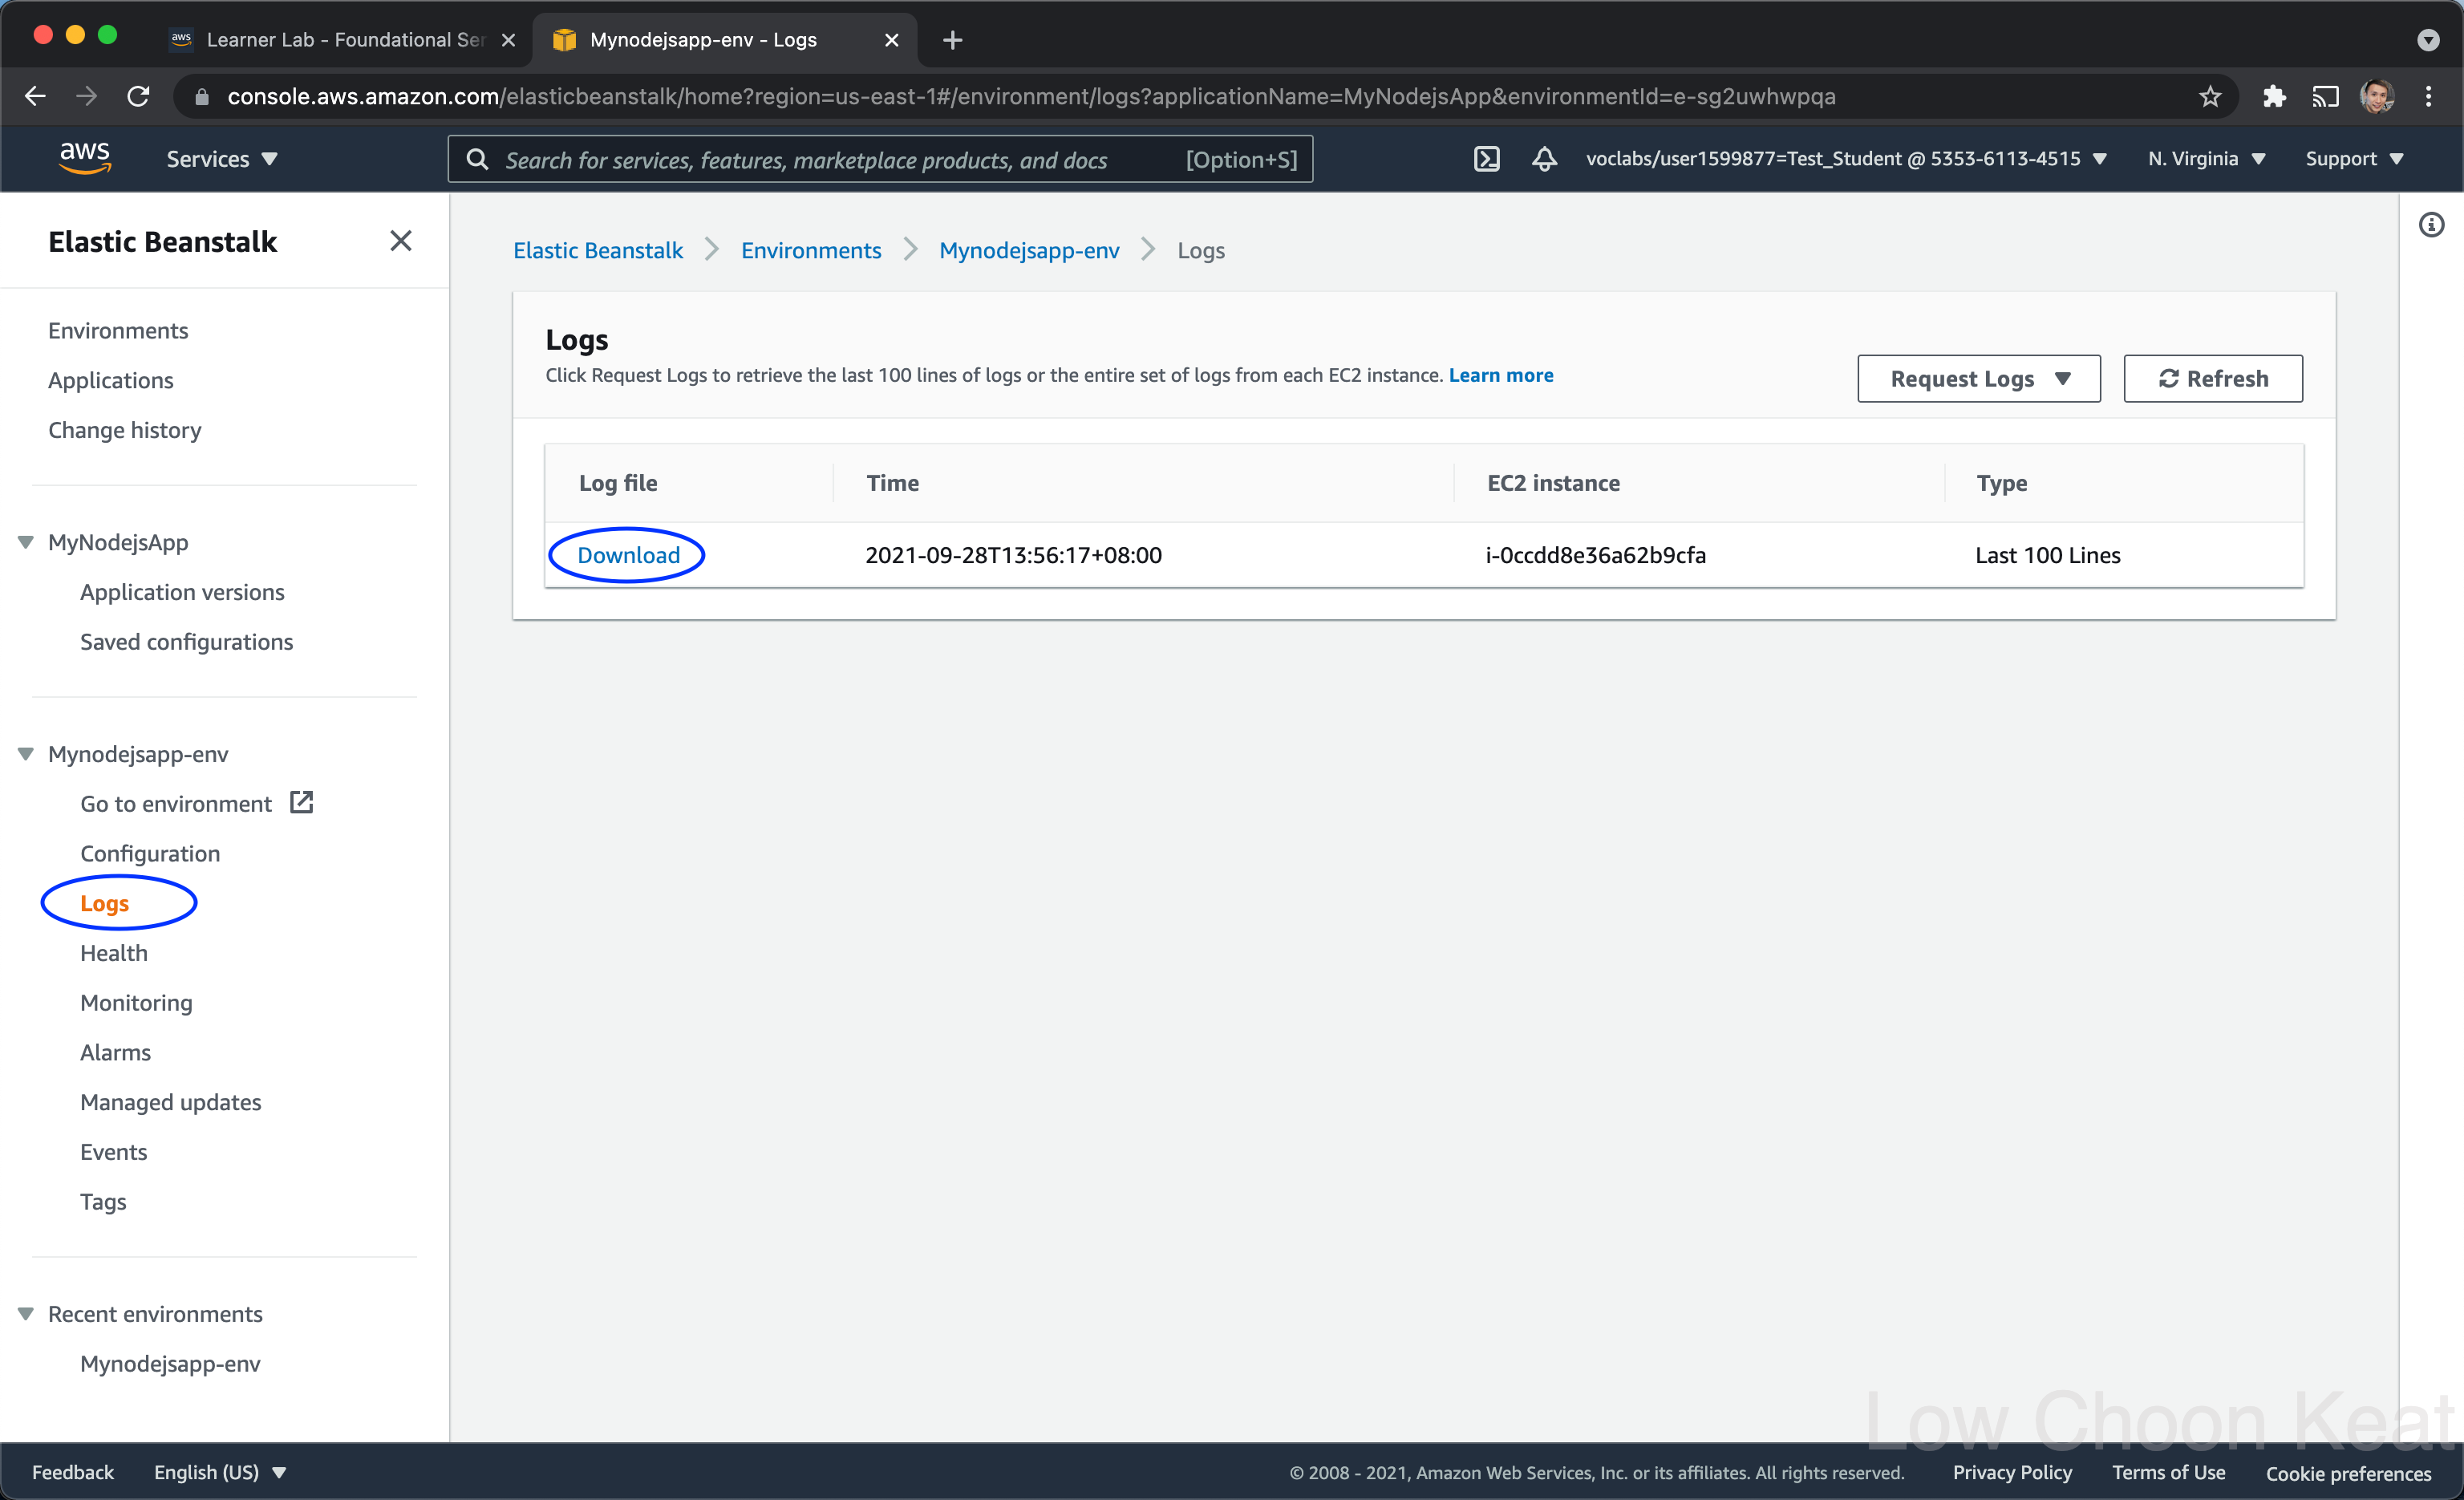 aws Learner Lab - Foundational Ser
Mynodejsapp-env - Logs
console.aws.amazon.com/elasticbeanstalk/home?region=us-east-1#/environment/logs?applicationName=MyNodejsApp&environmentId=e-sg2uwhwpqa
aws Services Search for services, features, marketplace products, and docs [Option+S] voclabs/user1599877=Test_Student @ 5353-6113-4515 N. Virginia Support
Elastic Beanstalk
Environments
Applications
Change history
MyNodejsApp
Application versions
Saved configurations
Mynodejsapp-env
Go to environment
Configuration
Logs
Health
Monitoring
Alarms
Managed updates
Events
Tags
Recent environments
Mynodejsapp-env
Elastic Beanstalk Environments Mynodejsapp-env Logs
Logs
Click Request Logs to retrieve the last 100 lines of logs or the entire set of logs from each EC2 instance. Learn more
Request Logs Refresh
Log file Time EC2 instance Type
Download 2021-09-28T13:56:17+08:00 i-0ccdd8e36a62b9cfa Last 100 Lines
Low Choon Keat
Feedback English (US) © 2008 - 2021, Amazon Web Services, Inc. or its affiliates. All rights reserved. Privacy Policy Terms of Use Cookie preferences